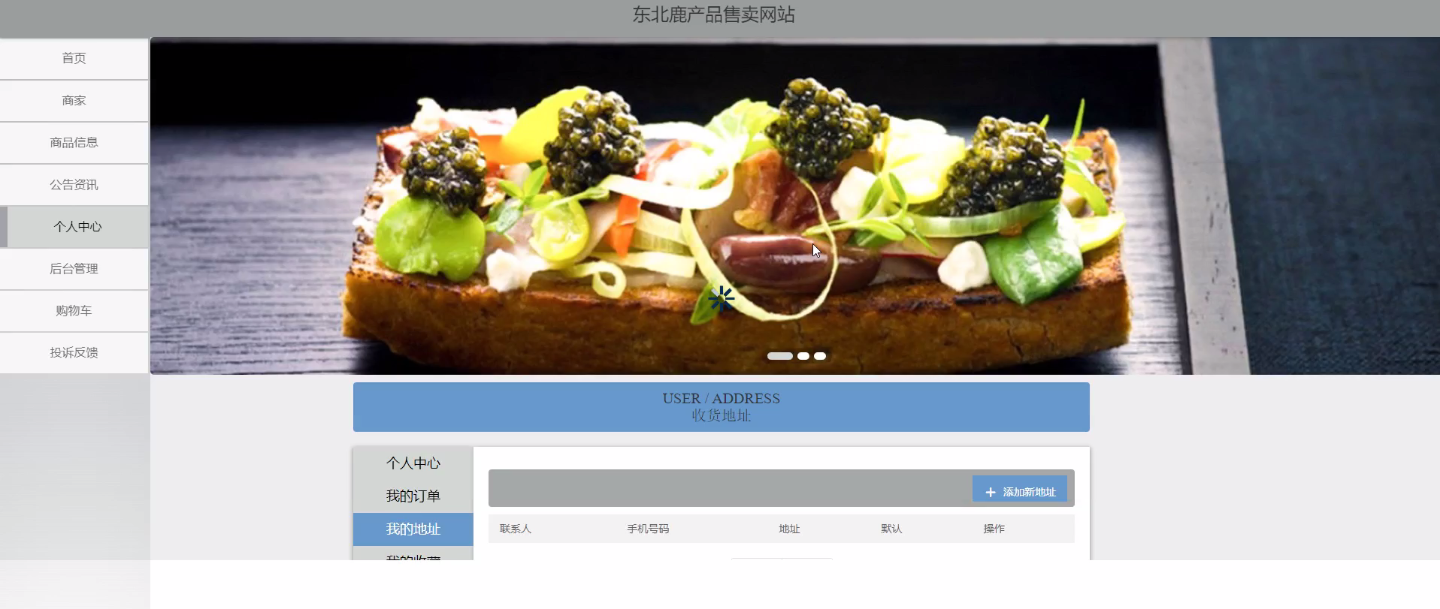 东北鹿产品售卖网站
首页
商家
商品信息
公告资讯
个人中心
后台管理
购物车
投诉反馈
USER / ADDRESS
收货地址
个人中心
我的订单
我的地址
添加新地址
联系人 手机号码 地址 默认 操作